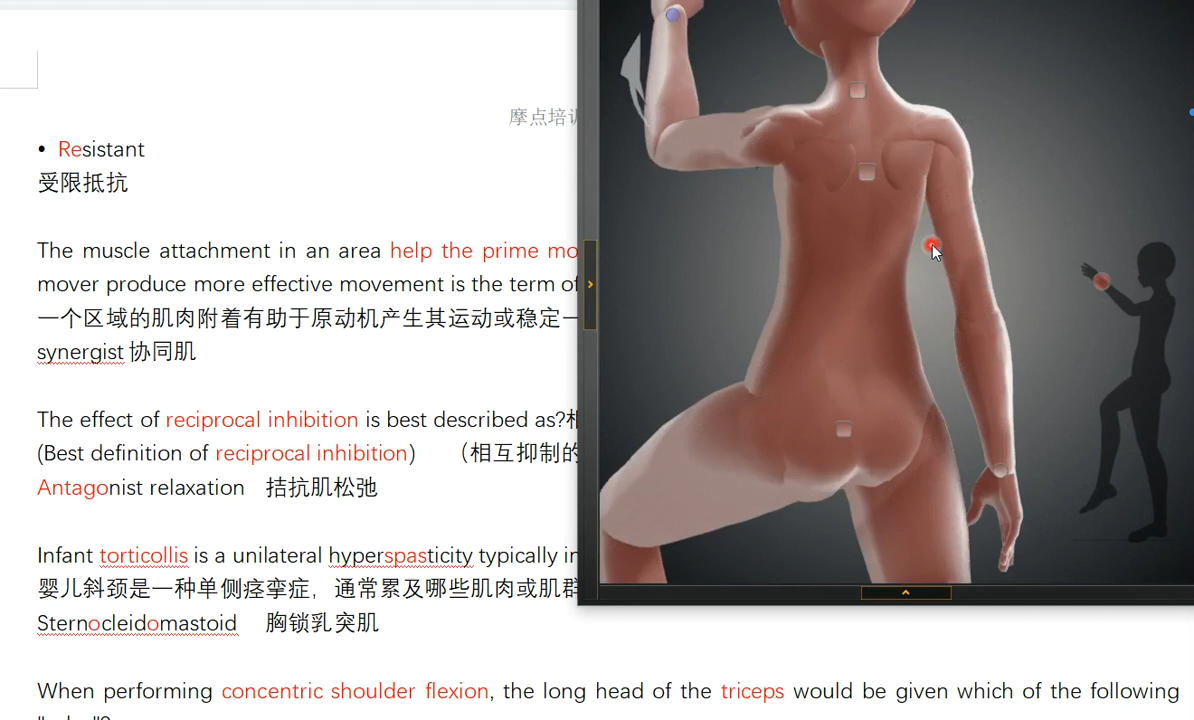 摩点培训
• Resistant
受限抵抗
The muscle attachment in an area help the prime mo
mover produce more effective movement is the term of
一个区域的肌肉附着有助于原动机产生其运动或稳定一
synergist 协同肌
The effect of reciprocal inhibition is best described as?相
(Best definition of reciprocal inhibition) （相互抑制的
Antagonist relaxation 拮抗肌松弛
Infant torticollis is a unilateral hyperspasticity typically in
婴儿斜颈是一种单侧痉挛症，通常累及哪些肌肉或肌群
Sternocleidomastoid 胸锁乳突肌
When performing concentric shoulder flexion, the long head of the triceps would be given which of the following